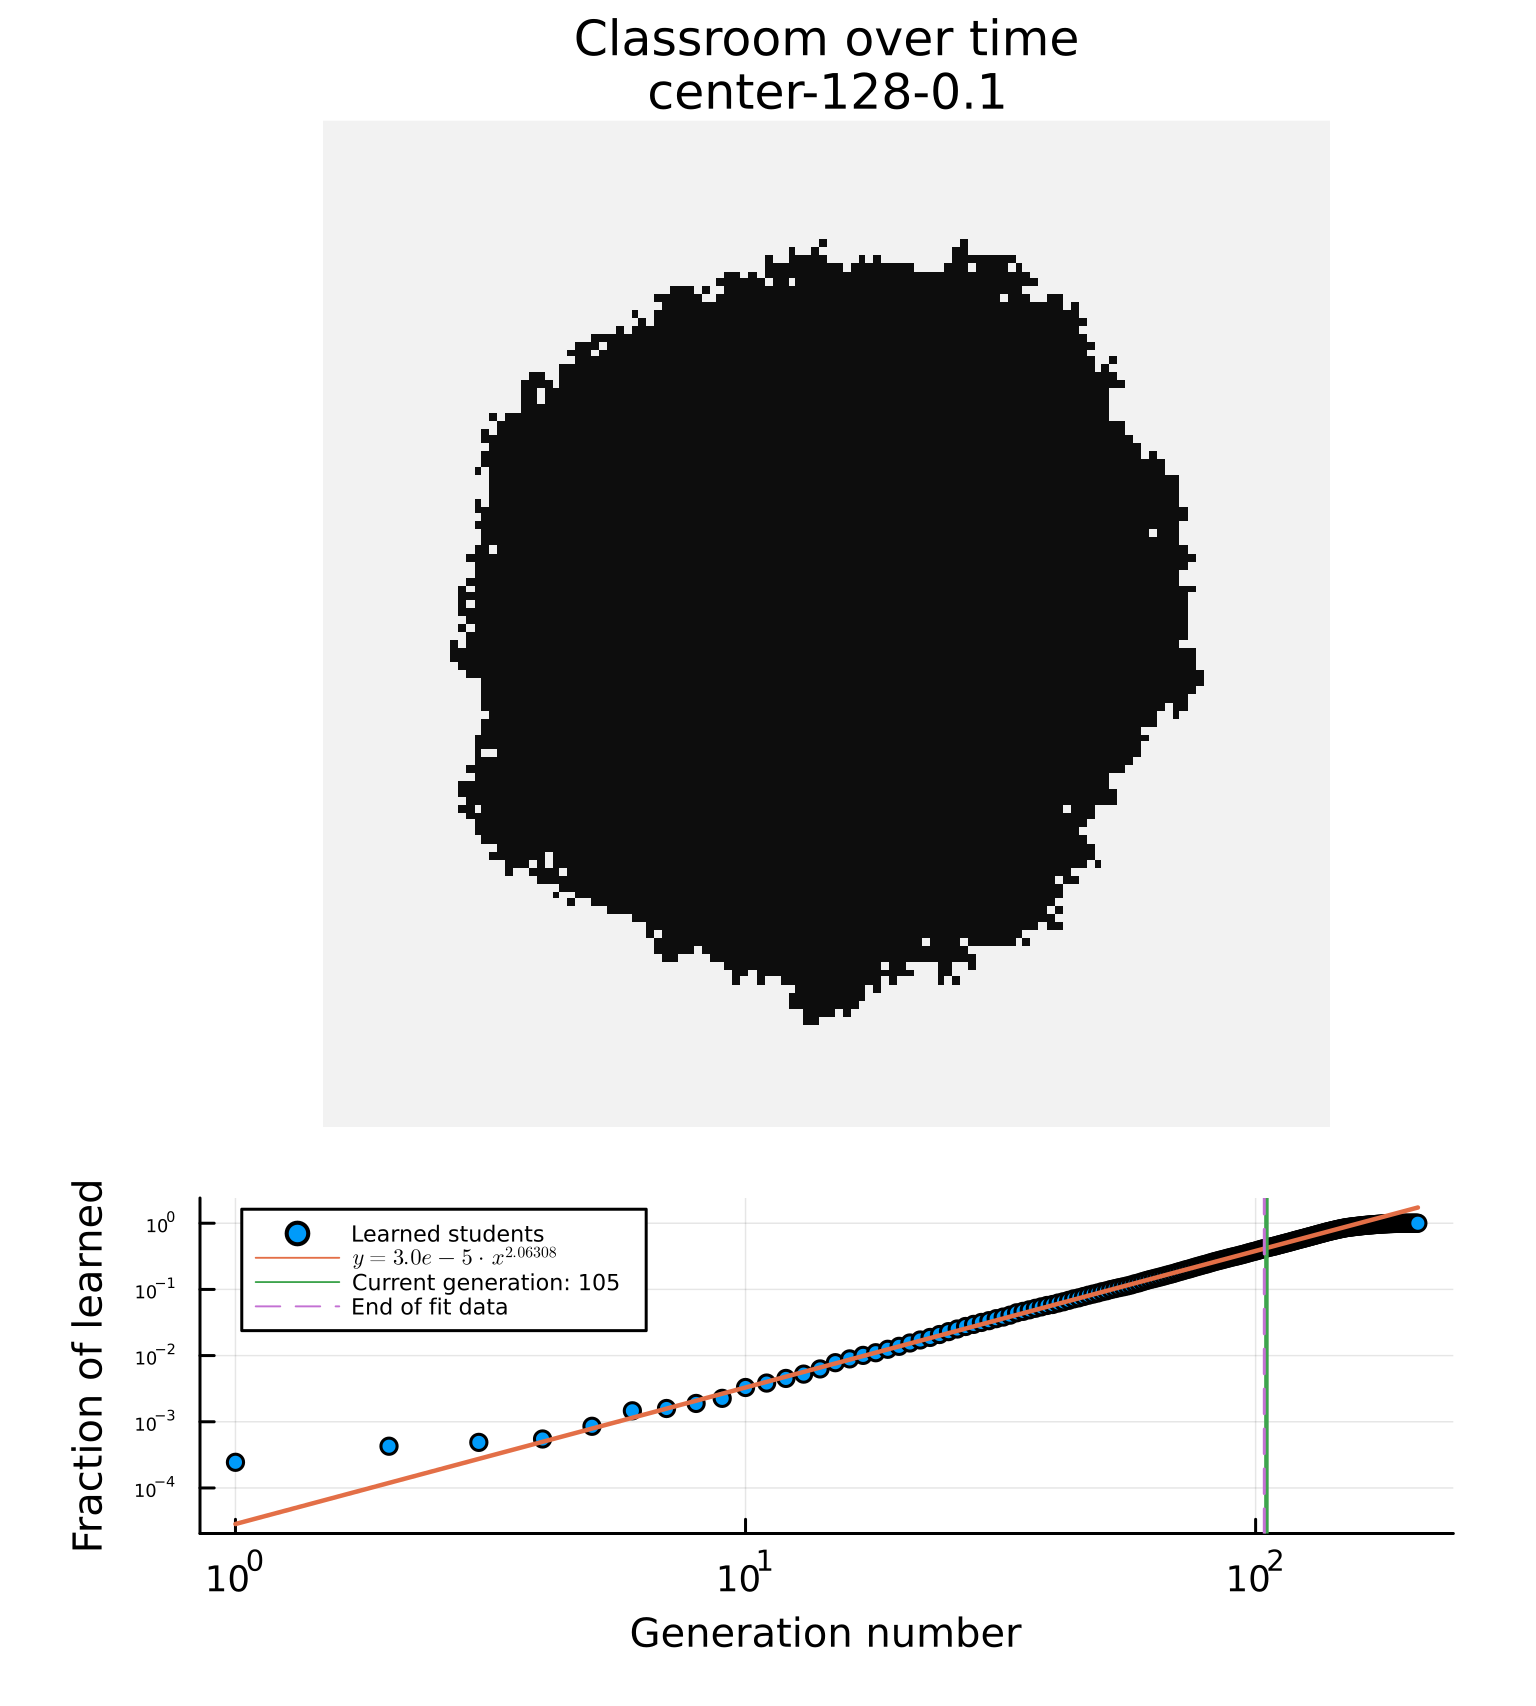 Classroom over time
center-128-0.1
Fraction of learned
10^0
10^-1
10^-2
10^-3
10^-4
Learned students
y = 3.0e − 5 · x^2.06308
Current generation: 105
End of fit data
10^0 10^1 10^2
Generation number